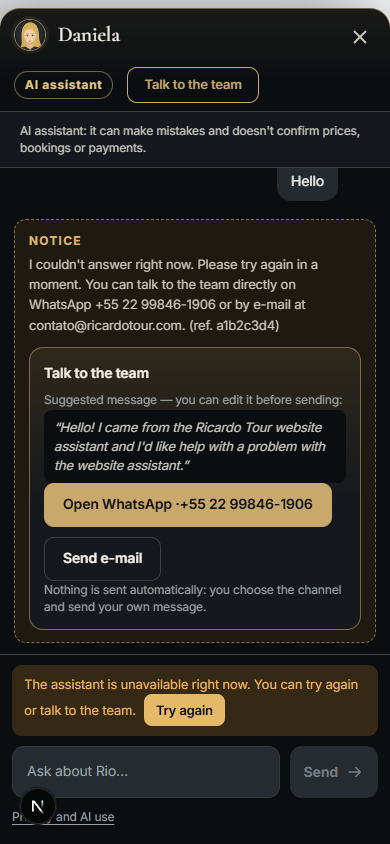 Daniela
AI assistant
Talk to the team
AI assistant: it can make mistakes and doesn't confirm prices,
bookings or payments.
Hello
NOTICE
I couldn't answer right now. Please try again in a
moment. You can talk to the team directly on
WhatsApp +55 22 99846-1906 or by e-mail at
contato@ricardotour.com. (ref. a1b2c3d4)
Talk to the team
Suggested message — you can edit it before sending:
“Hello! I came from the Ricardo Tour website
assistant and I'd like help with a problem with
the website assistant.”
Open WhatsApp ·+55 22 99846-1906
Send e-mail
Nothing is sent automatically: you choose the channel
and send your own message.
The assistant is unavailable right now. You can try again
or talk to the team. Try again
Ask about Rio...
Send →
N
and AI use